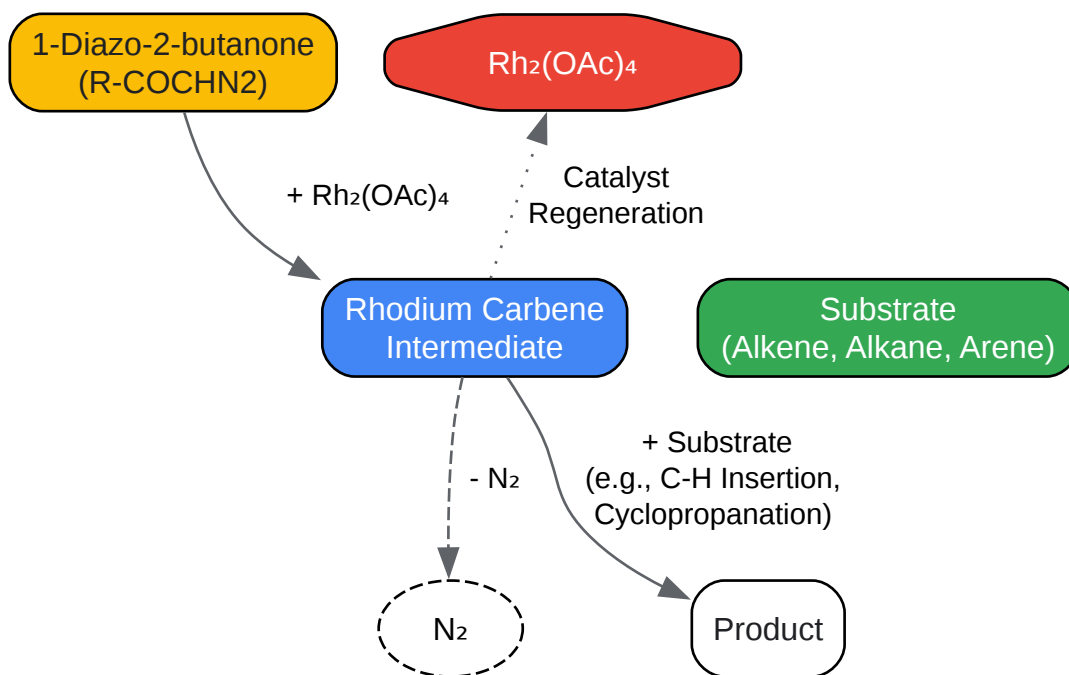 1-Diazo-2-butanone
(R-COCHN2)
Rh₂(OAc)₄
+ Rh₂(OAc)₄
Catalyst
Regeneration
Rhodium Carbene
Intermediate
Substrate
(Alkene, Alkane, Arene)
- N₂
+ Substrate
(e.g., C-H Insertion,
Cyclopropanation)
N₂
Product